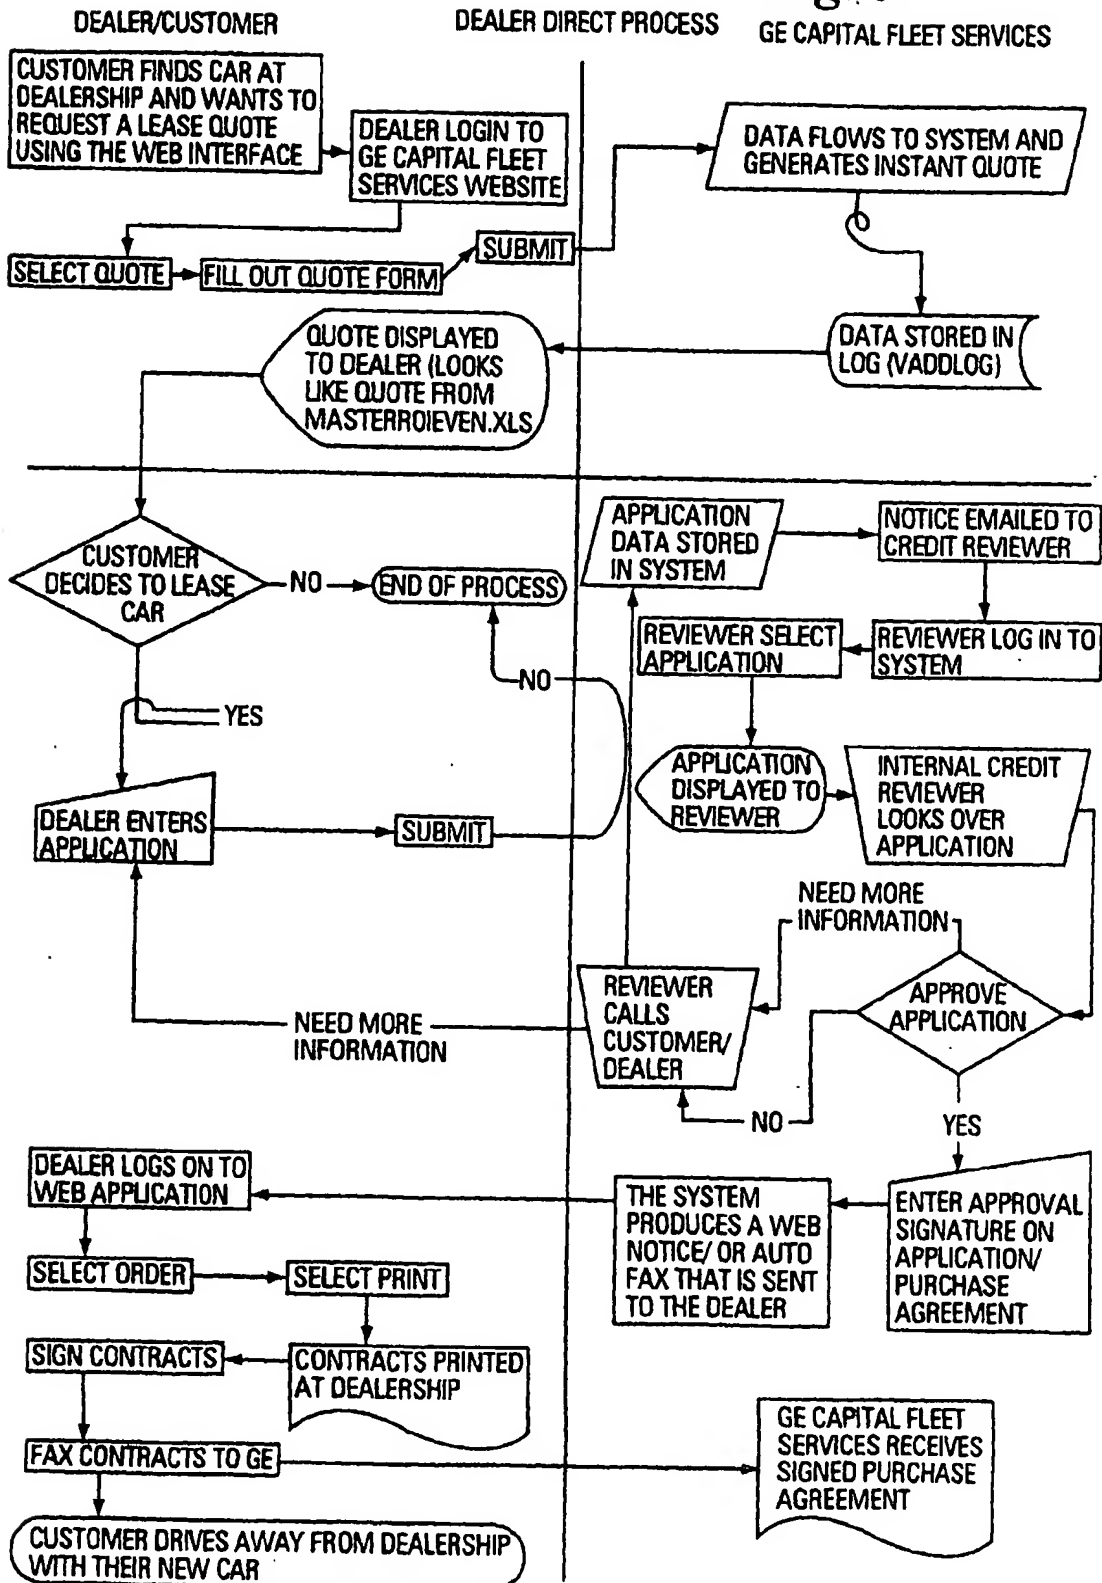 DEALER/CUSTOMER
DEALER DIRECT PROCESS
GE CAPITAL FLEET SERVICES
CUSTOMER FINDS CAR AT
DEALERSHIP AND WANTS TO
REQUEST A LEASE QUOTE
USING THE WEB INTERFACE
DEALER LOGIN TO
GE CAPITAL FLEET
SERVICES WEBSITE
DATA FLOWS TO SYSTEM AND
GENERATES INSTANT QUOTE
SELECT QUOTE
FILL OUT QUOTE FORM
SUBMIT
QUOTE DISPLAYED
TO DEALER (LOOKS
LIKE QUOTE FROM
MASTERROIEVEN.XLS
DATA STORED IN
LOG (VADDLOG)
CUSTOMER
DECIDES TO LEASE
CAR
NO
END OF PROCESS
APPLICATION
DATA STORED
IN SYSTEM
NOTICE EMAILED TO
CREDIT REVIEWER
REVIEWER SELECT
APPLICATION
REVIEWER LOG IN TO
SYSTEM
NO
YES
APPLICATION
DISPLAYED TO
REVIEWER
INTERNAL CREDIT
REVIEWER
LOOKS OVER
APPLICATION
DEALER ENTERS
APPLICATION
SUBMIT
NEED MORE
INFORMATION
REVIEWER
CALLS
CUSTOMER/
DEALER
APPROVE
APPLICATION
NEED MORE
INFORMATION
NO
YES
DEALER LOGS ON TO
WEB APPLICATION
THE SYSTEM
PRODUCES A WEB
NOTICE/ OR AUTO
FAX THAT IS SENT
TO THE DEALER
ENTER APPROVAL
SIGNATURE ON
APPLICATION/
PURCHASE
AGREEMENT
SELECT ORDER
SELECT PRINT
SIGN CONTRACTS
CONTRACTS PRINTED
AT DEALERSHIP
FAX CONTRACTS TO GE
GE CAPITAL FLEET
SERVICES RECEIVES
SIGNED PURCHASE
AGREEMENT
CUSTOMER DRIVES AWAY FROM DEALERSHIP
WITH THEIR NEW CAR